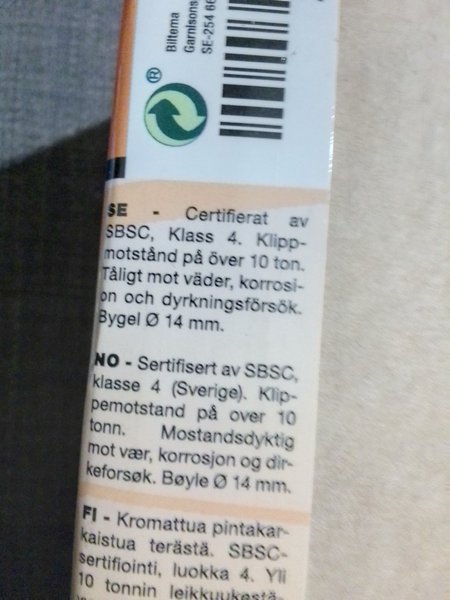 Biltema
Garnisons
SE-254 66
®
SE - Certifierat av
SBSC, Klass 4. Klipp-
motstånd på över 10 ton.
Tåligt mot väder, korrosi-
on och dyrkningsförsök.
Bygel Ø 14 mm.
NO - Sertifisert av SBSC,
klasse 4 (Sverige). Klip-
pemotstand på over 10
tonn. Mostandsdyktig
mot vær, korrosjon og dir-
keforsøk. Bøyle Ø 14 mm.
FI - Kromattua pintakar-
kaistua terästä. SBSC-
sertifiointi, luokka 4. Yli
10 tonnin leikkuukestä-